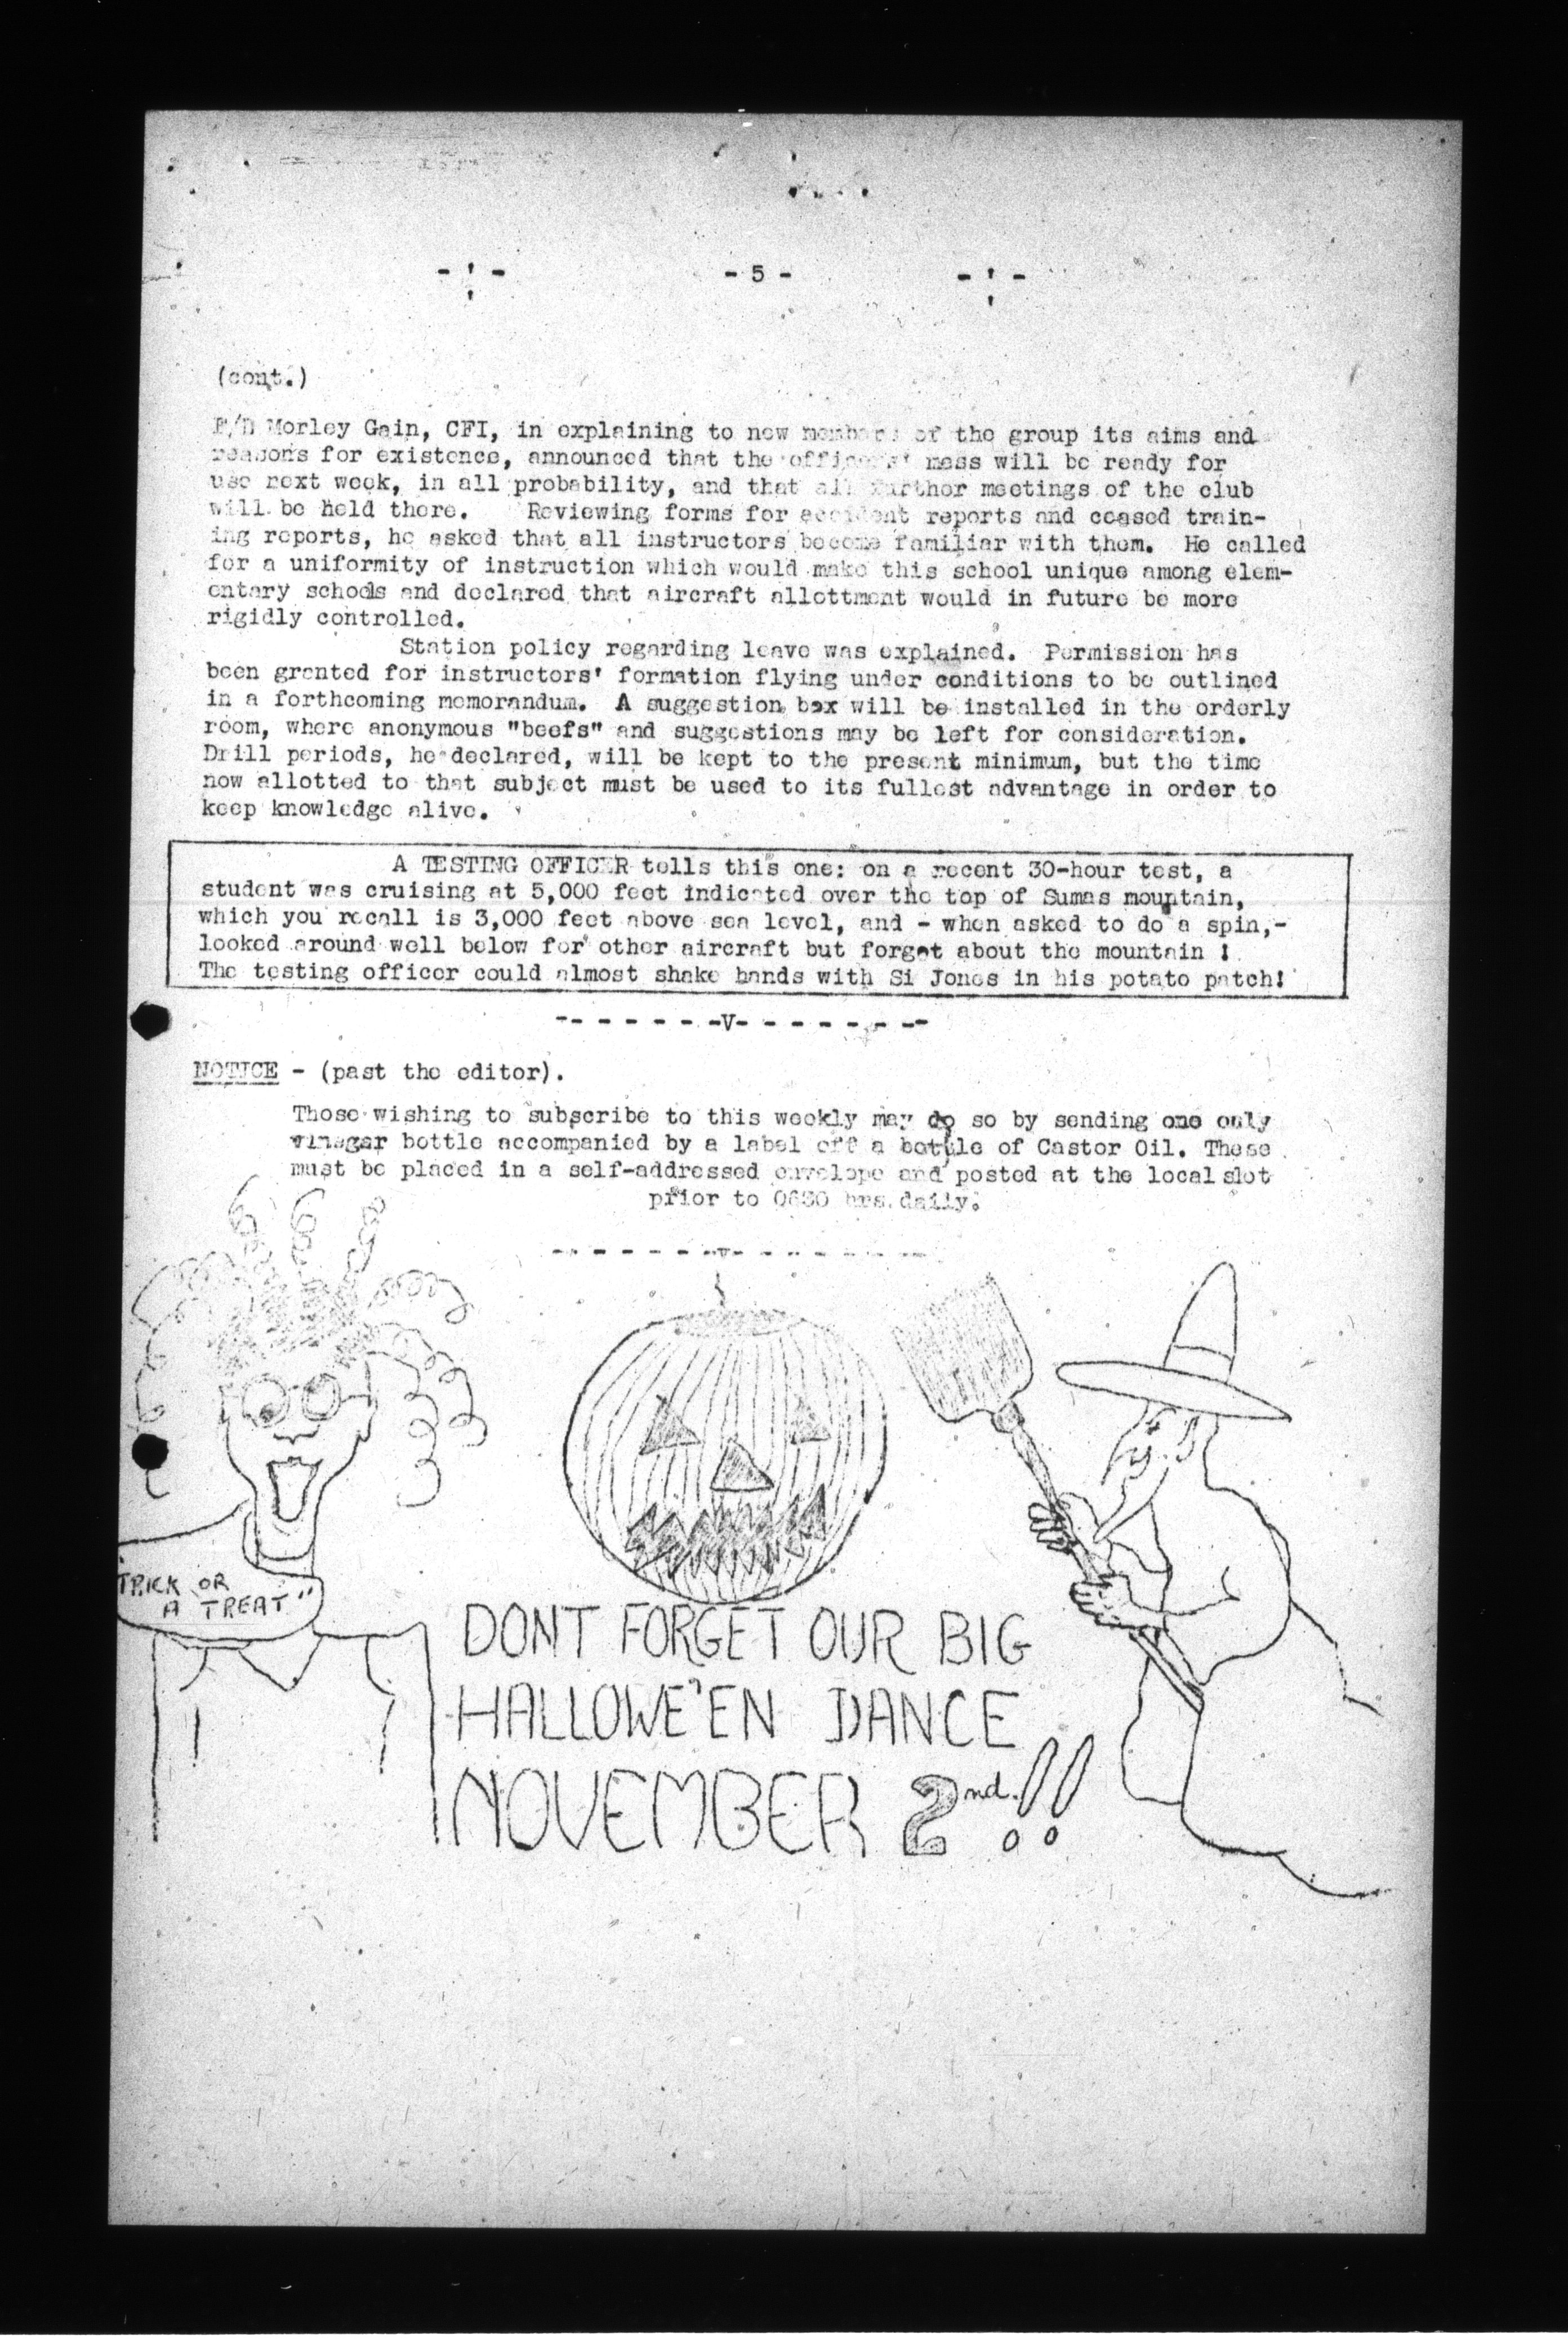 - 5 -
(cont.)
Morley Gain, CFI, in explaining to new members of the group its aims and
reasons for existence, announced that the officers' mess will be ready for
use next week, in all probability, and that all further meetings of the club
will be held there. Reviewing forms for accident reports and ceased train-
ing reports, he asked that all instructors become familiar with them. He called
for a uniformity of instruction which would make this school unique among elem-
entary schools and declared that aircraft allottment would in future be more
rigidly controlled.
Station policy regarding leave was explained. Permission has
been granted for instructors' formation flying under conditions to be outlined
in a forthcoming memorandum. A suggestion box will be installed in the orderly
room, where anonymous "beefs" and suggestions may be left for consideration.
Drill periods, he declared, will be kept to the present minimum, but the time
now allotted to that subject must be used to its fullest advantage in order to
keep knowledge alive.
A TESTING OFFICER tells this one: on a recent 30-hour test, a
student was cruising at 5,000 feet indicated over the top of Sumas mountain,
which you recall is 3,000 feet above sea level, and - when asked to do a spin,-
looked around well below for other aircraft but forgot about the mountain !
The testing officer could almost shake hands with Si Jones in his potato patch!
- - - - - - -V- - - - - - - -
NOTICE - (past the editor).
Those wishing to subscribe to this weekly may do so by sending one only
vinegar bottle accompanied by a label off a bottle of Castor Oil. These
must be placed in a self-addressed envelope and posted at the local slot
prior to hrs. daily.
TRICK OR
A TREAT"
DONT FORGET OUR BIG
HALLOWE'EN DANCE
NOVEMBER 2nd.!!